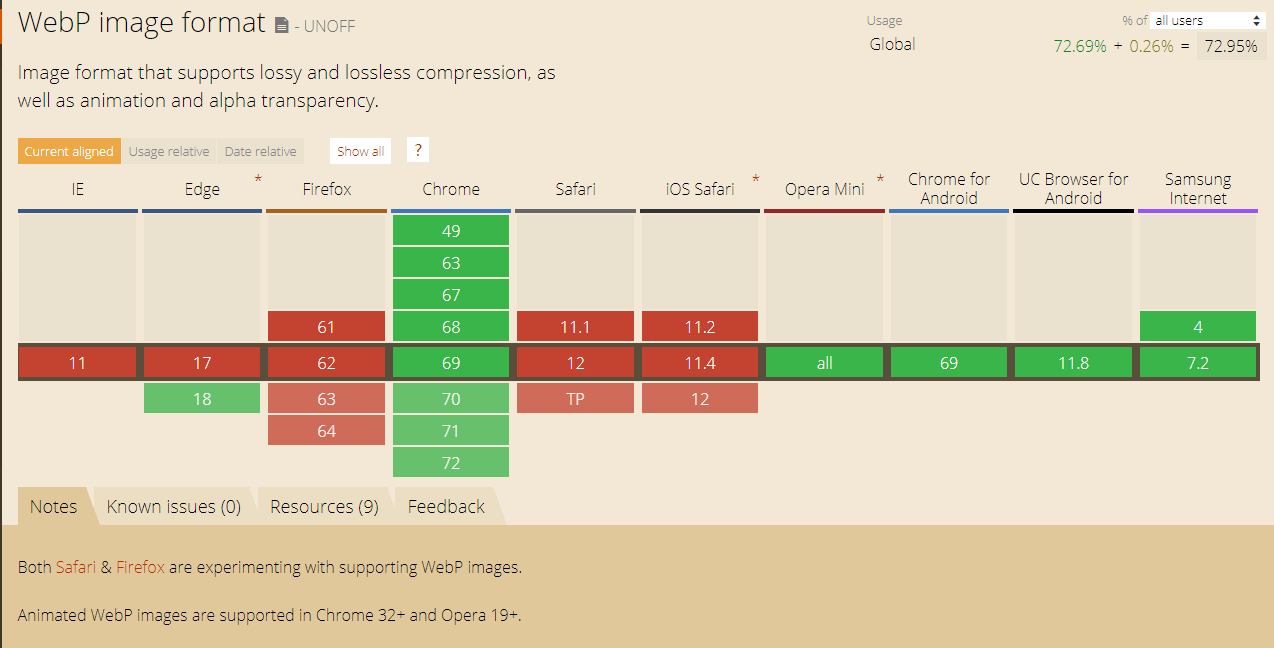 WebP image format - UNOFF
Usage % of all users
Global 72.69% + 0.26% = 72.95%
Image format that supports lossy and lossless compression, as
well as animation and alpha transparency.
Current aligned Usage relative Date relative Show all ?
IE Edge * Firefox Chrome Safari iOS Safari * Opera Mini * Chrome for Android UC Browser for Android Samsung Internet
49
63
67
61 68 11.1 11.2 4
11 17 62 69 12 11.4 all 69 11.8 7.2
18 63 70 TP 12
64 71
72
Notes Known issues (0) Resources (9) Feedback
Both Safari & Firefox are experimenting with supporting WebP images.
Animated WebP images are supported in Chrome 32+ and Opera 19+.